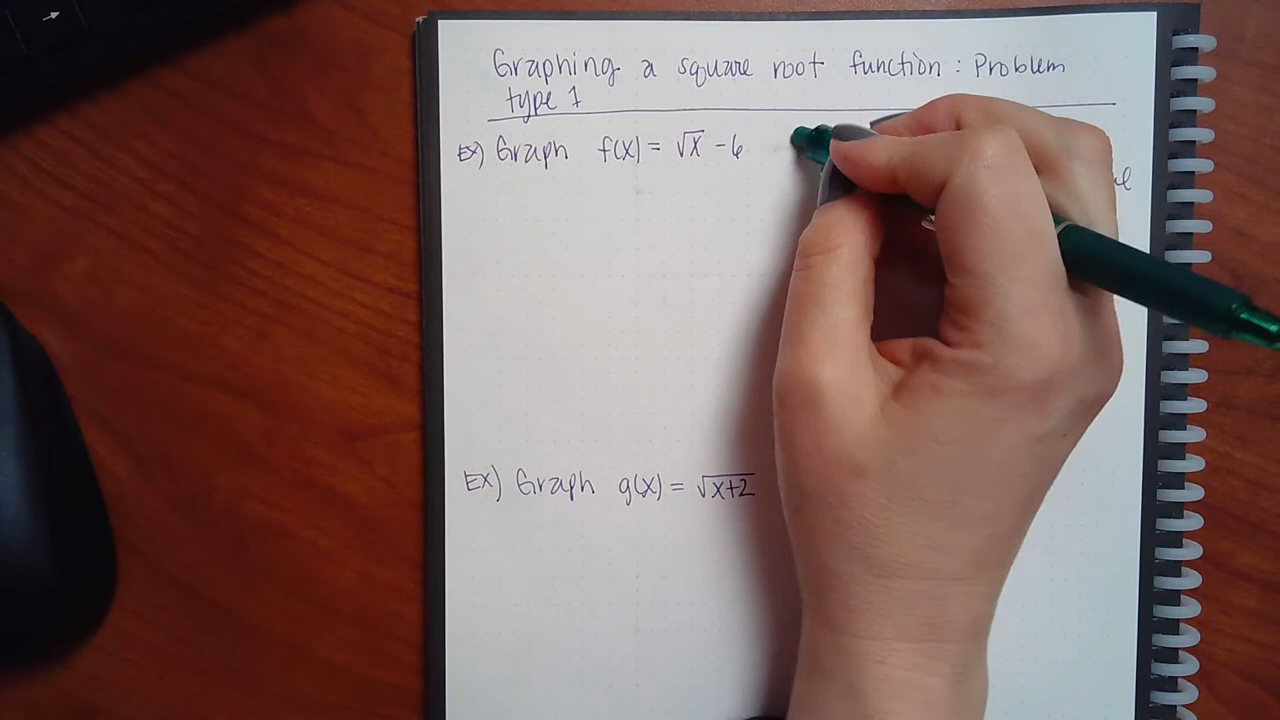 Graphing a square root function : Problem
type 1
Ex) Graph f(x) = √x - 6
EX) Graph g(x) = √x+2